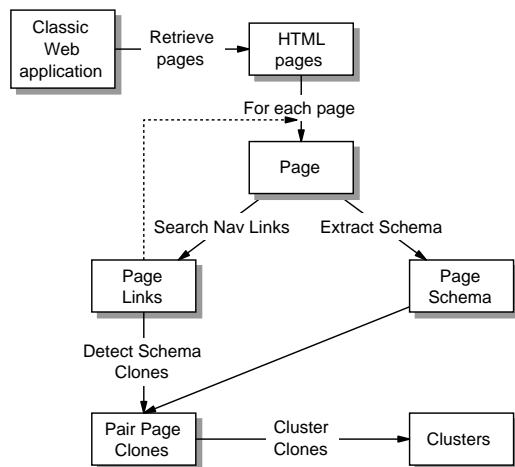 Classic
Web
application
Retrieve
pages
HTML
pages
For each page
Page
Search Nav Links
Extract Schema
Page
Links
Page
Schema
Detect Schema
Clones
Pair Page
Clones
Cluster
Clones
Clusters